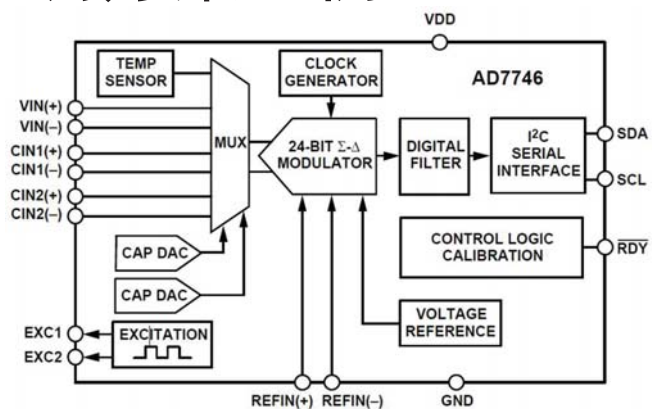 VDD
TEMP
SENSOR
CLOCK
GENERATOR
AD7746
VIN(+)
VIN(–)
CIN1(+)
CIN1(–)
CIN2(+)
CIN2(–)
MUX
24-BIT Σ-Δ
MODULATOR
DIGITAL
FILTER
I²C
SERIAL
INTERFACE
SDA
SCL
CAP DAC
CAP DAC
CONTROL LOGIC
CALIBRATION
RDY
EXC1
EXC2
EXCITATION
VOLTAGE
REFERENCE
REFIN(+) REFIN(–) GND